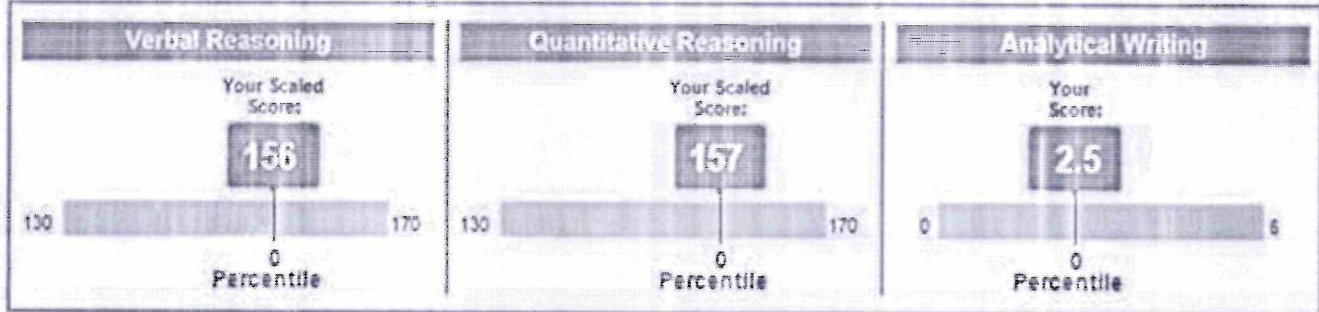 Verbal Reasoning
Your Scaled
Score:
156
130
170
0
Percentile
Quantitative Reasoning
Your Scaled
Score:
157
130
170
0
Percentile
Analytical Writing
Your
Score:
2.5
0
6
0
Percentile